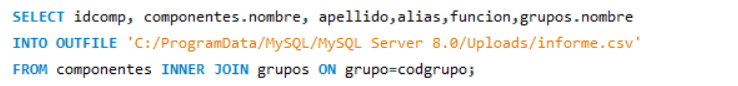 SELECT idcomp, componentes.nombre, apellido,alias,funcion,grupos.nombre
INTO OUTFILE 'C:/ProgramData/MySQL/MySQL Server 8.0/Uploads/informe.csv'
FROM componentes INNER JOIN grupos ON grupo=codgrupo;